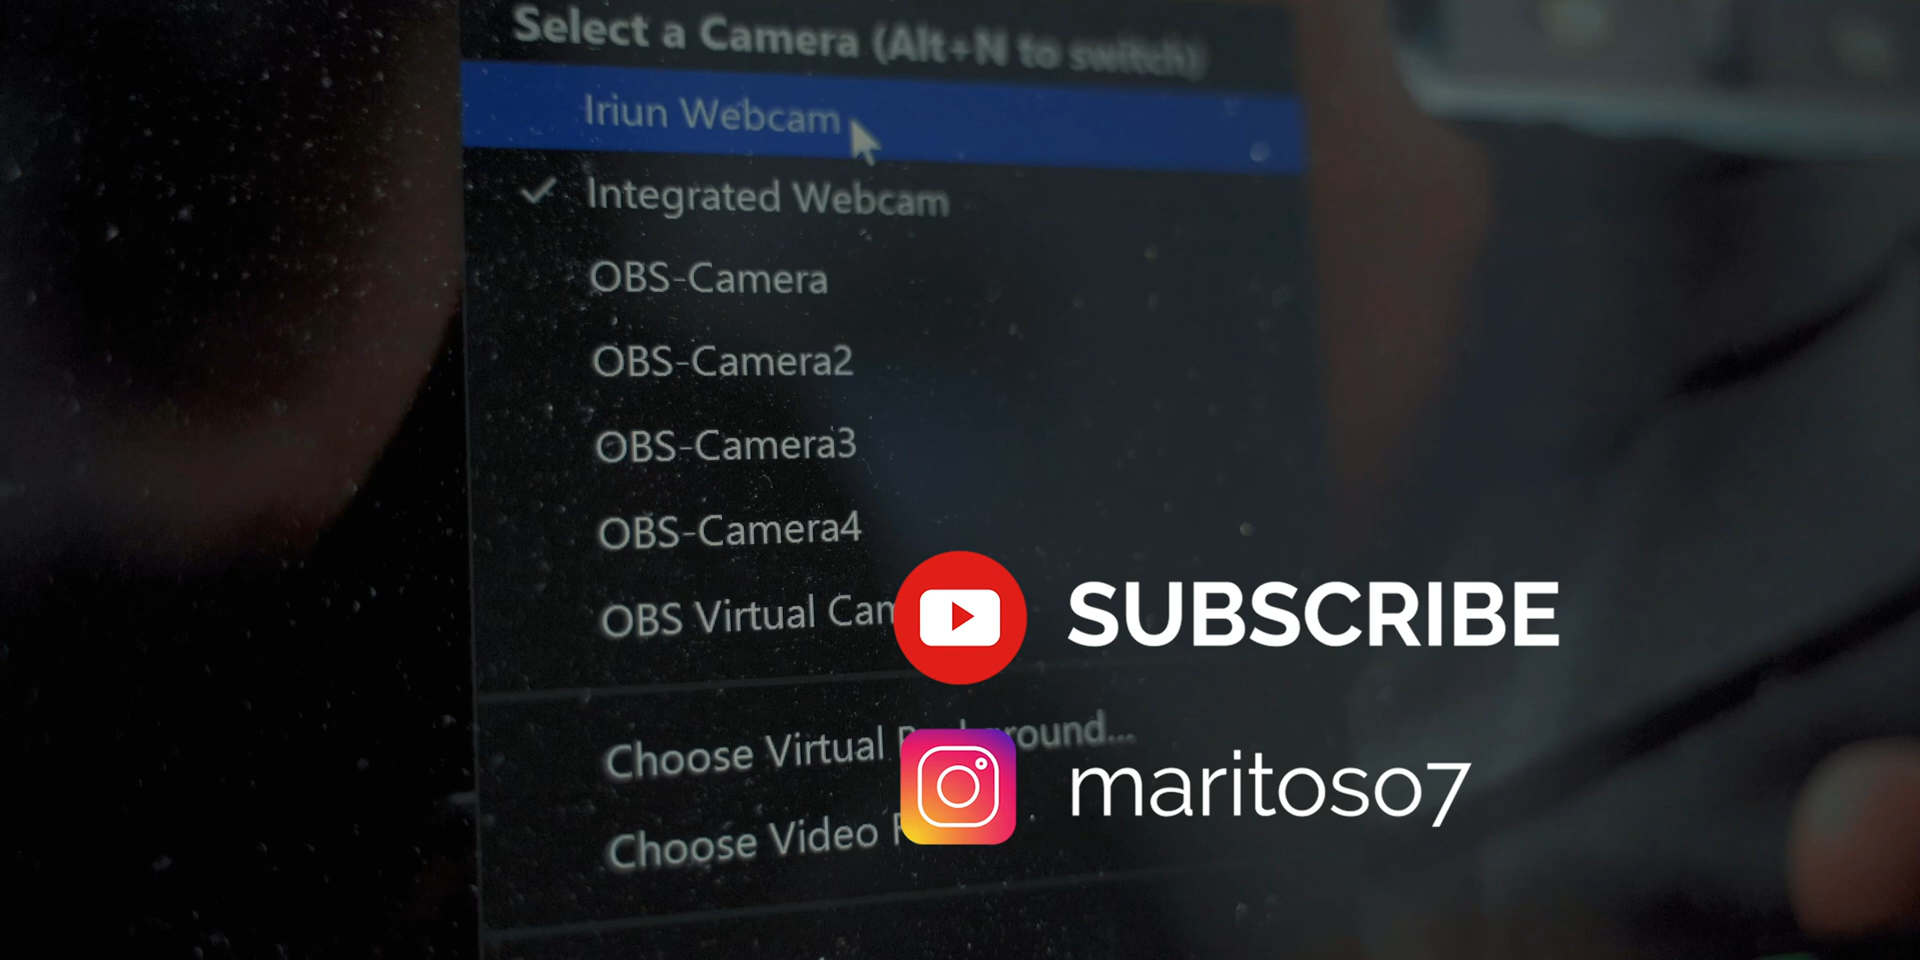 Select a Camera (Alt+N to switch)
Iriun Webcam
Integrated Webcam
OBS-Camera
OBS-Camera2
OBS-Camera3
OBS-Camera4
OBS Virtual Cam
SUBSCRIBE
Choose Virtual
maritoso7
Choose Video